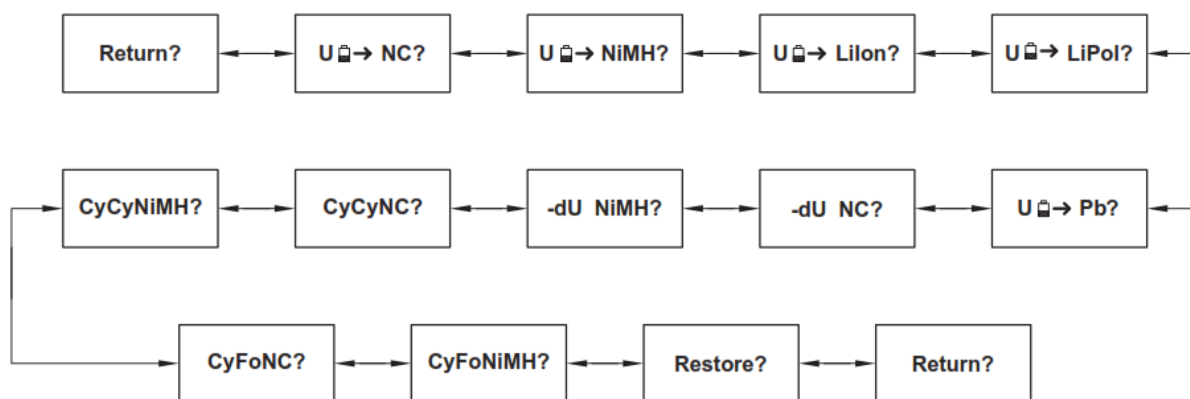 Return?
U → NC?
U → NiMH?
U → LiIon?
U → LiPol?
CyCyNiMH?
CyCyNC?
-dU NiMH?
-dU NC?
U → Pb?
CyFoNC?
CyFoNiMH?
Restore?
Return?